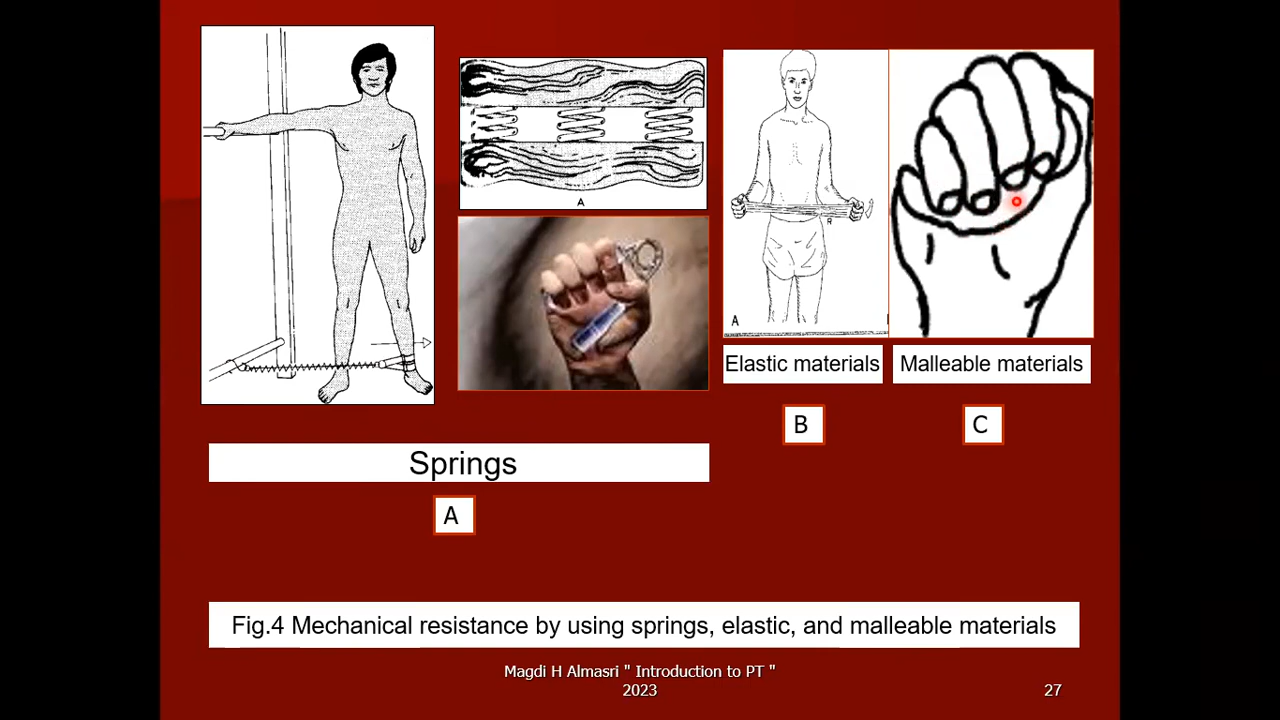 A
A
R
Elastic materials
Malleable materials
B
C
Springs
A
Fig.4 Mechanical resistance by using springs, elastic, and malleable materials
Magdi H Almasri " Introduction to PT "
2023
27